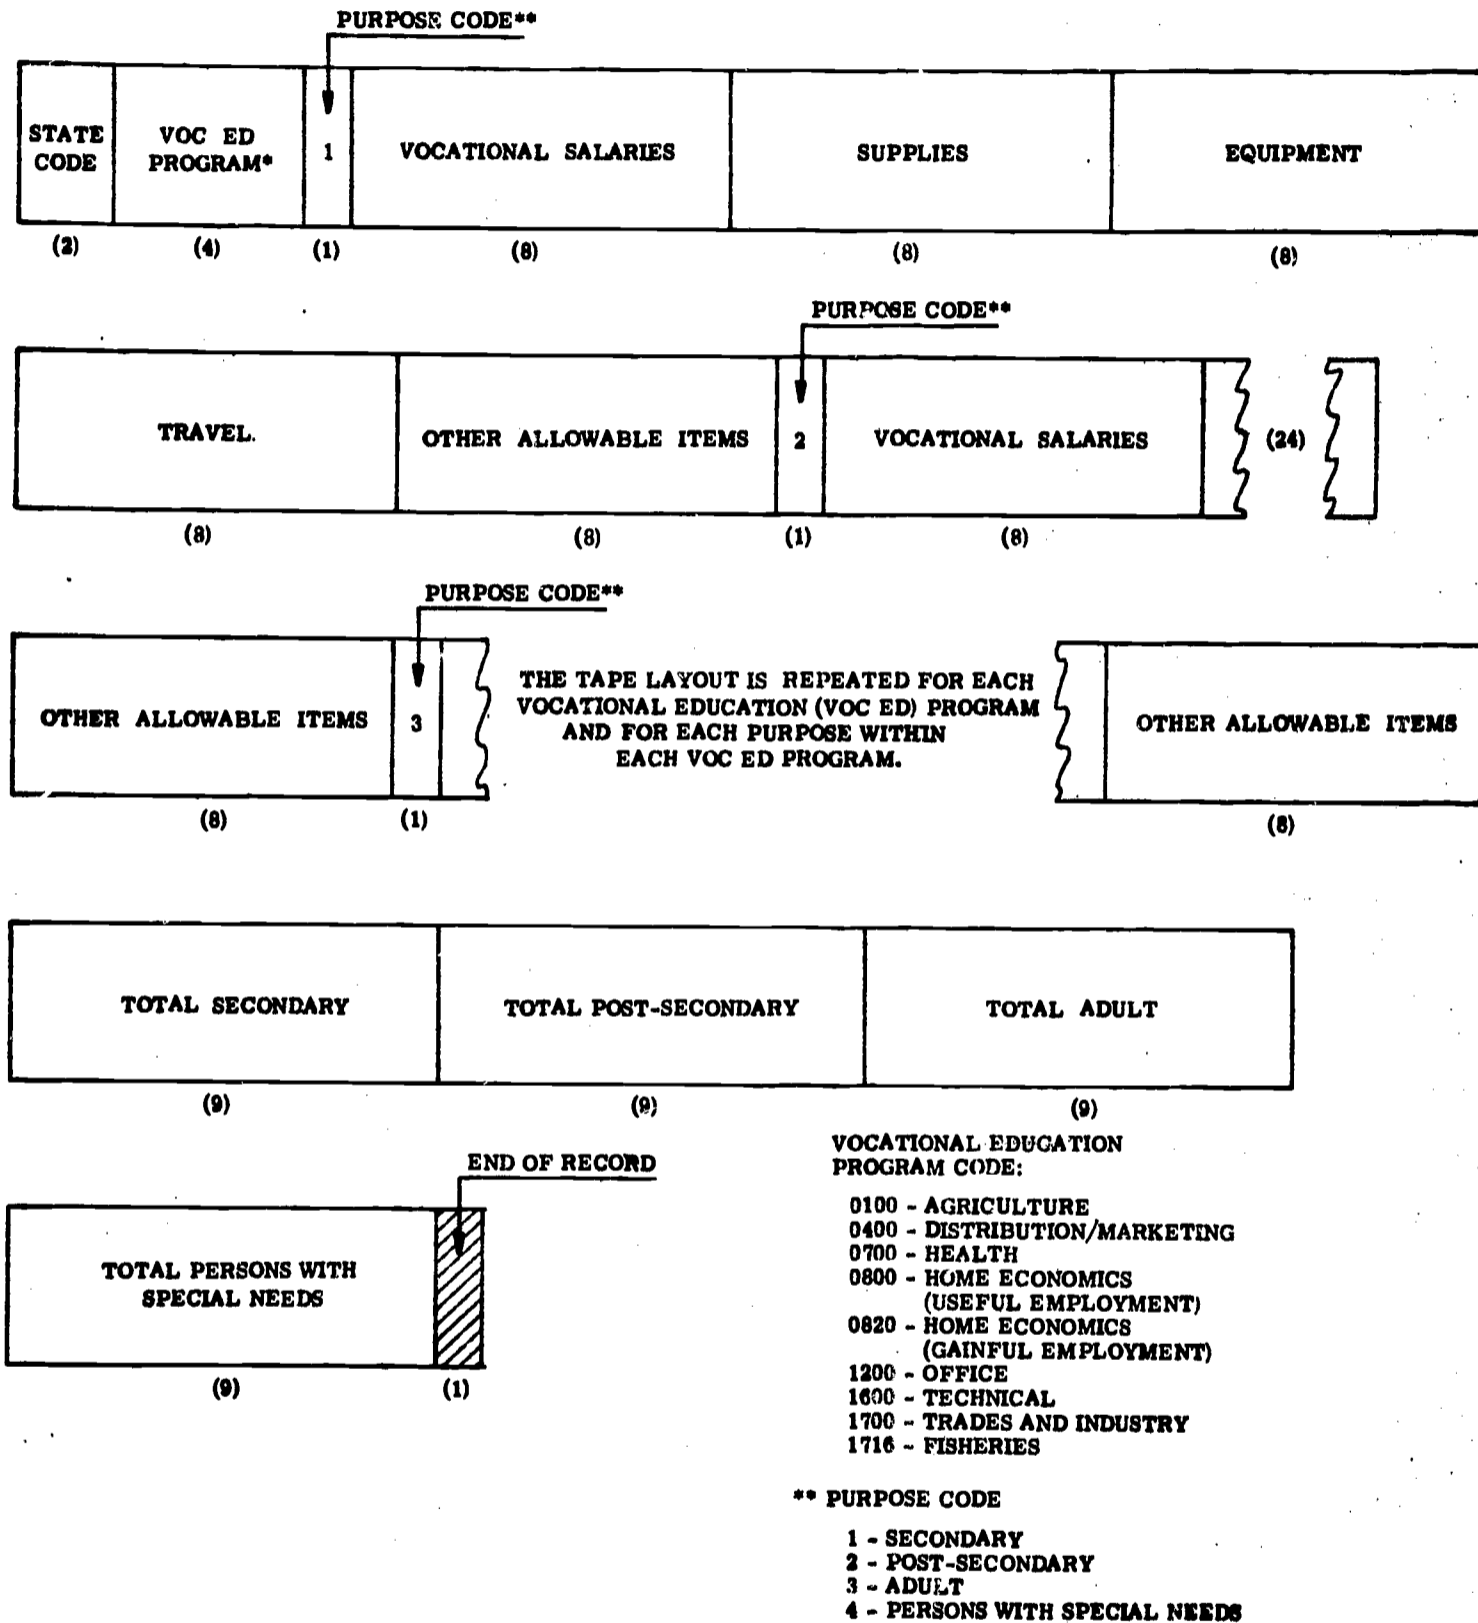 PURPOSE CODE**
STATE
CODE
VOC ED
PROGRAM*
1
VOCATIONAL SALARIES
SUPPLIES
EQUIPMENT
(2)
(4)
(1)
(8)
(8)
(8)
PURPOSE CODE**
TRAVEL.
OTHER ALLOWABLE ITEMS
2
VOCATIONAL SALARIES
(24)
(8)
(8)
(1)
(8)
PURPOSE CODE**
OTHER ALLOWABLE ITEMS
3
THE TAPE LAYOUT IS REPEATED FOR EACH
VOCATIONAL EDUCATION (VOC ED) PROGRAM
AND FOR EACH PURPOSE WITHIN
EACH VOC ED PROGRAM.
OTHER ALLOWABLE ITEMS
(8)
(1)
(8)
TOTAL SECONDARY
TOTAL POST-SECONDARY
TOTAL ADULT
(9)
(9)
(9)
END OF RECORD
TOTAL PERSONS WITH
SPECIAL NEEDS
(9)
(1)
VOCATIONAL EDUCATION
PROGRAM CODE:
0100 - AGRICULTURE
0400 - DISTRIBUTION/MARKETING
0700 - HEALTH
0800 - HOME ECONOMICS
(USEFUL EMPLOYMENT)
0820 - HOME ECONOMICS
(GAINFUL EMPLOYMENT)
1200 - OFFICE
1600 - TECHNICAL
1700 - TRADES AND INDUSTRY
1716 - FISHERIES
** PURPOSE CODE
1 - SECONDARY
2 - POST-SECONDARY
3 - ADULT
4 - PERSONS WITH SPECIAL NEEDS